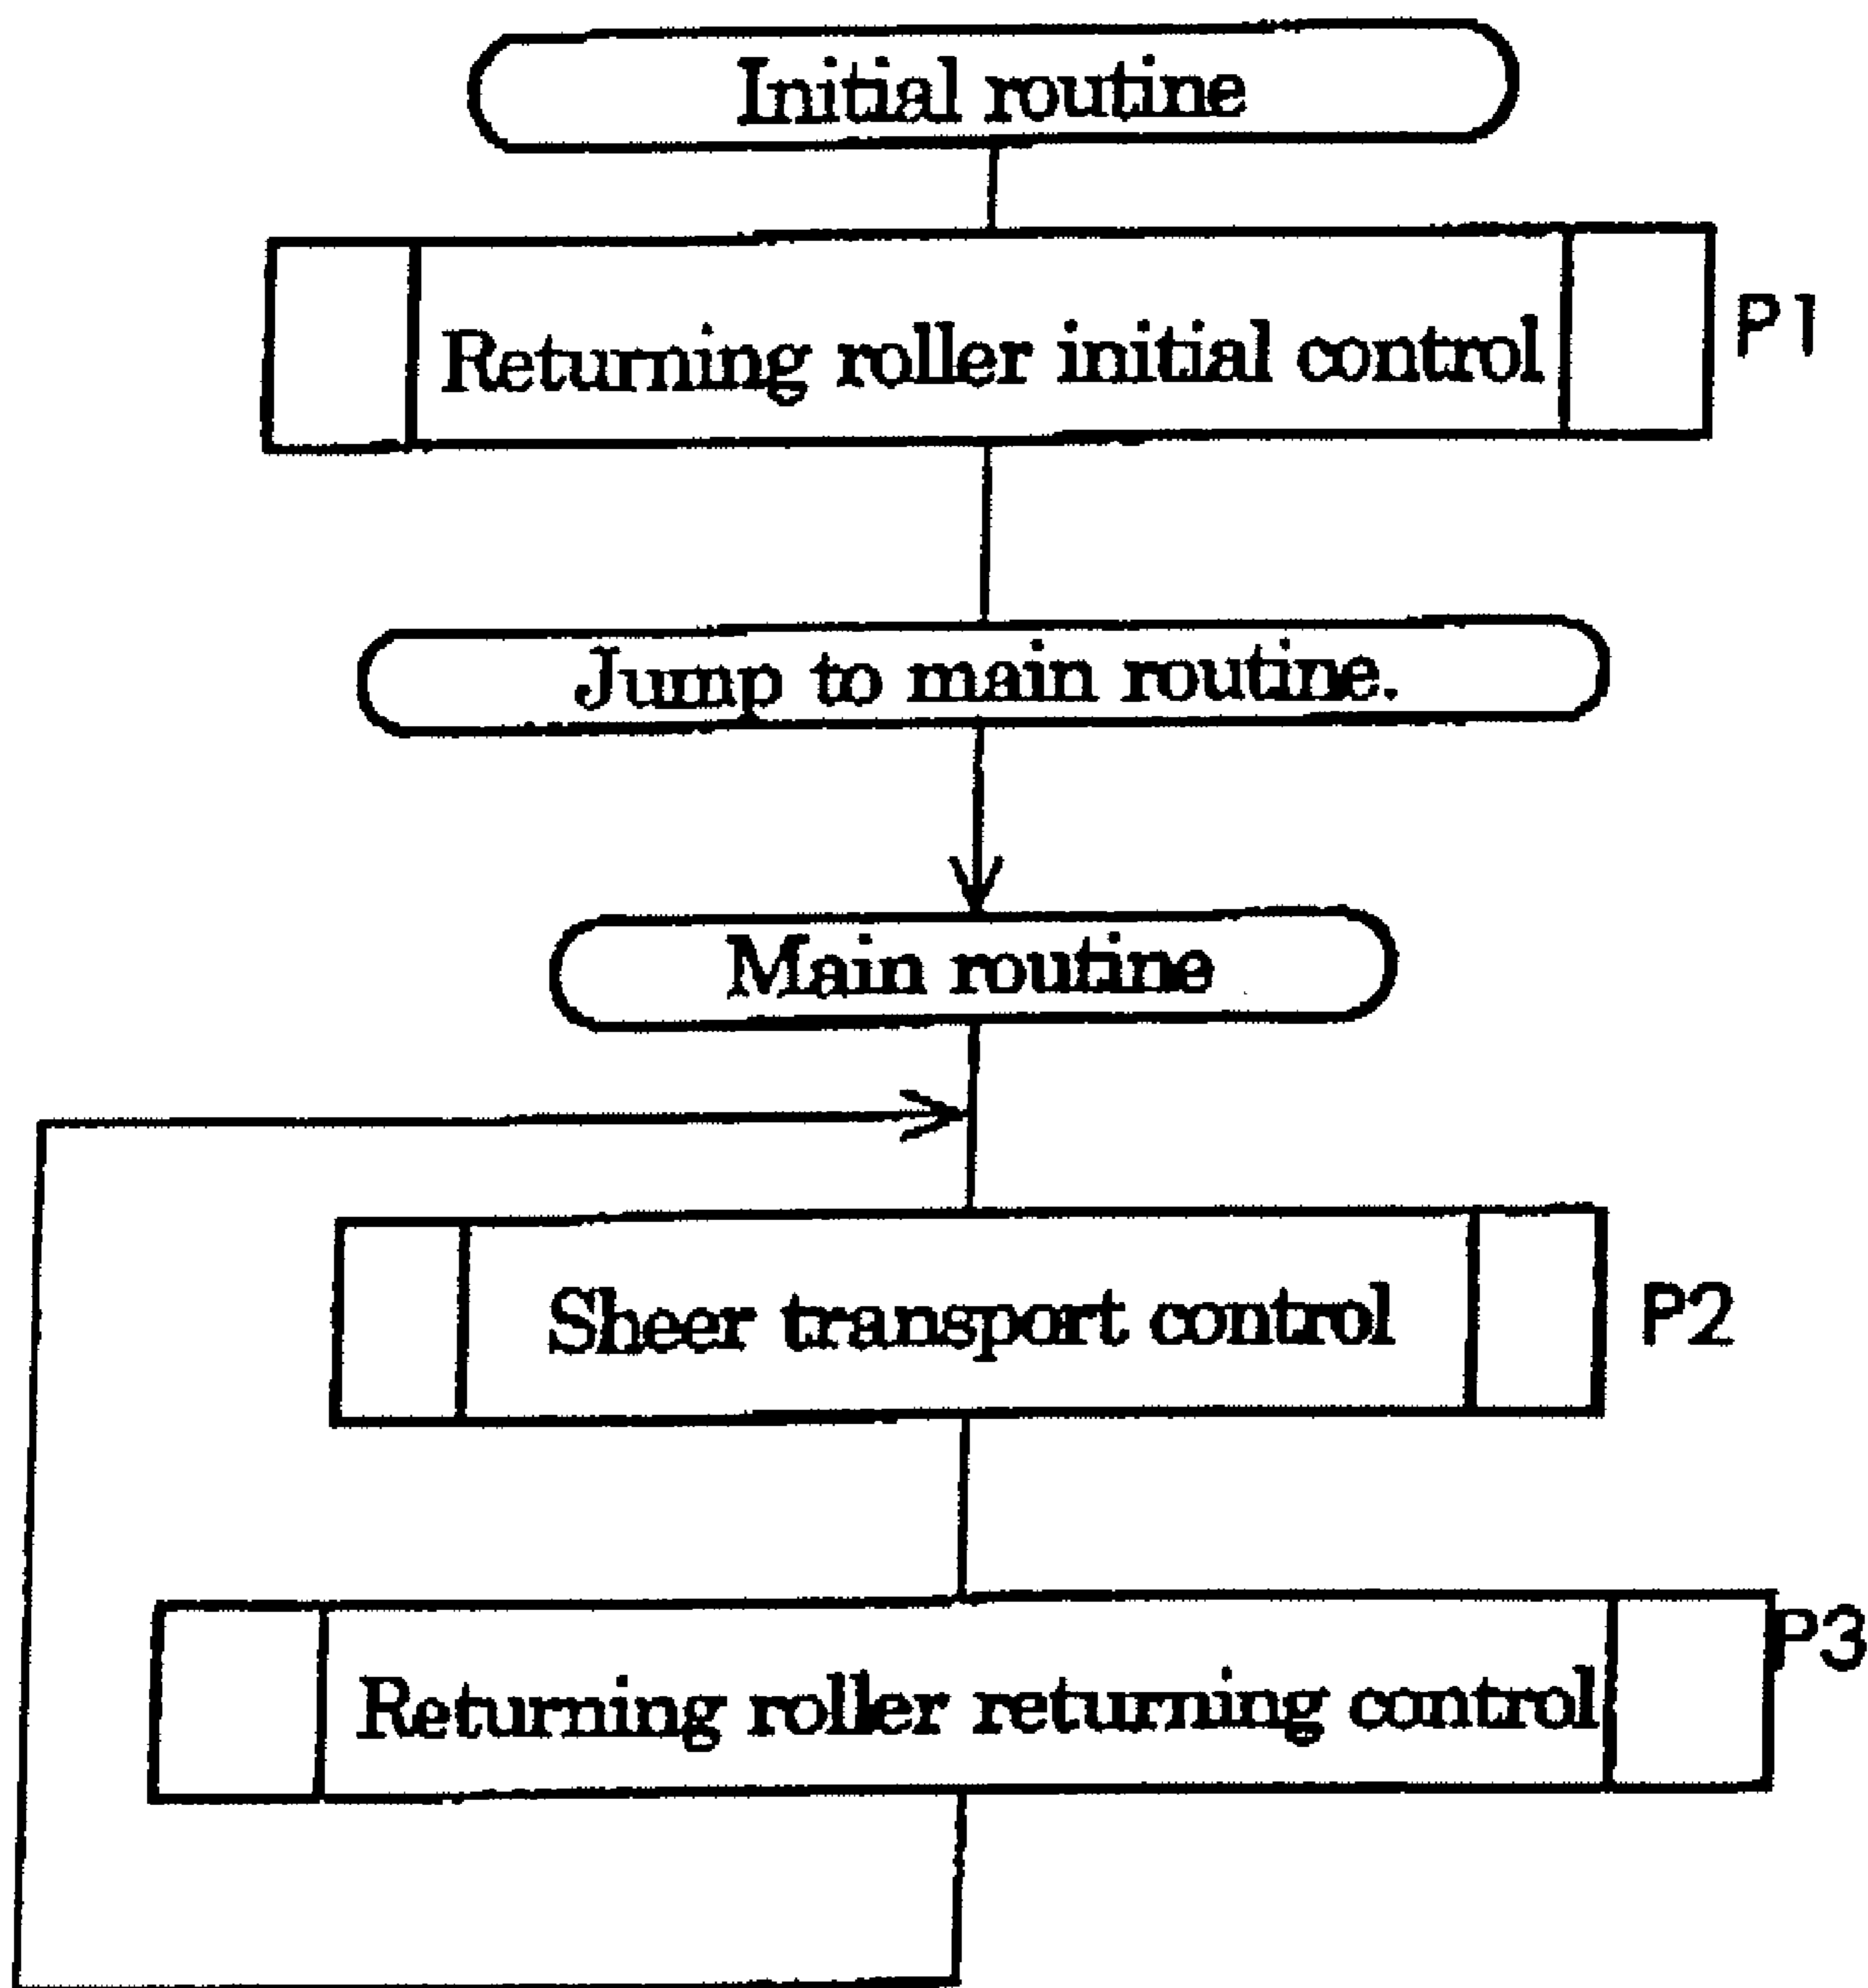 Initial routine
Returning roller initial control
P1
Jump to main routine.
Main routine
Sheer transport control
P2
P3
Returning roller returning control